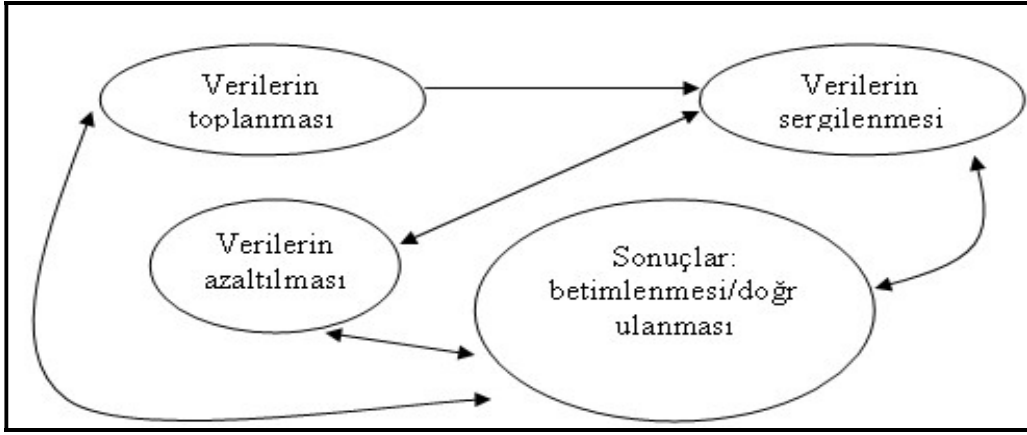 Verilerin
toplanması
Verilerin
sergilenmesi
Verilerin
azaltılması
Sonuçlar:
betimlenmesi/doğr
ulanması